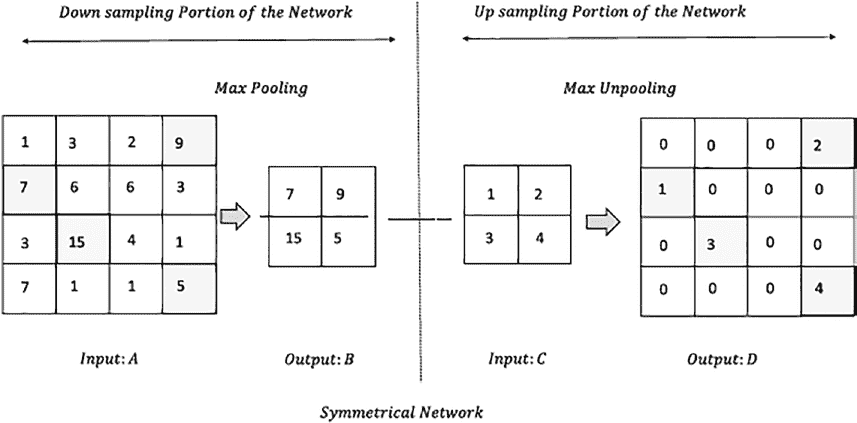 Down sampling Portion of the Network
Up sampling Portion of the Network
Max Pooling
Max Unpooling
1 3 2 9
7 6 6 3
3 15 4 1
7 1 1 5
7 9
15 5
1 2
3 4
0 0 0 2
1 0 0 0
0 3 0 0
0 0 0 4
Input: A
Output: B
Input: C
Output: D
Symmetrical Network